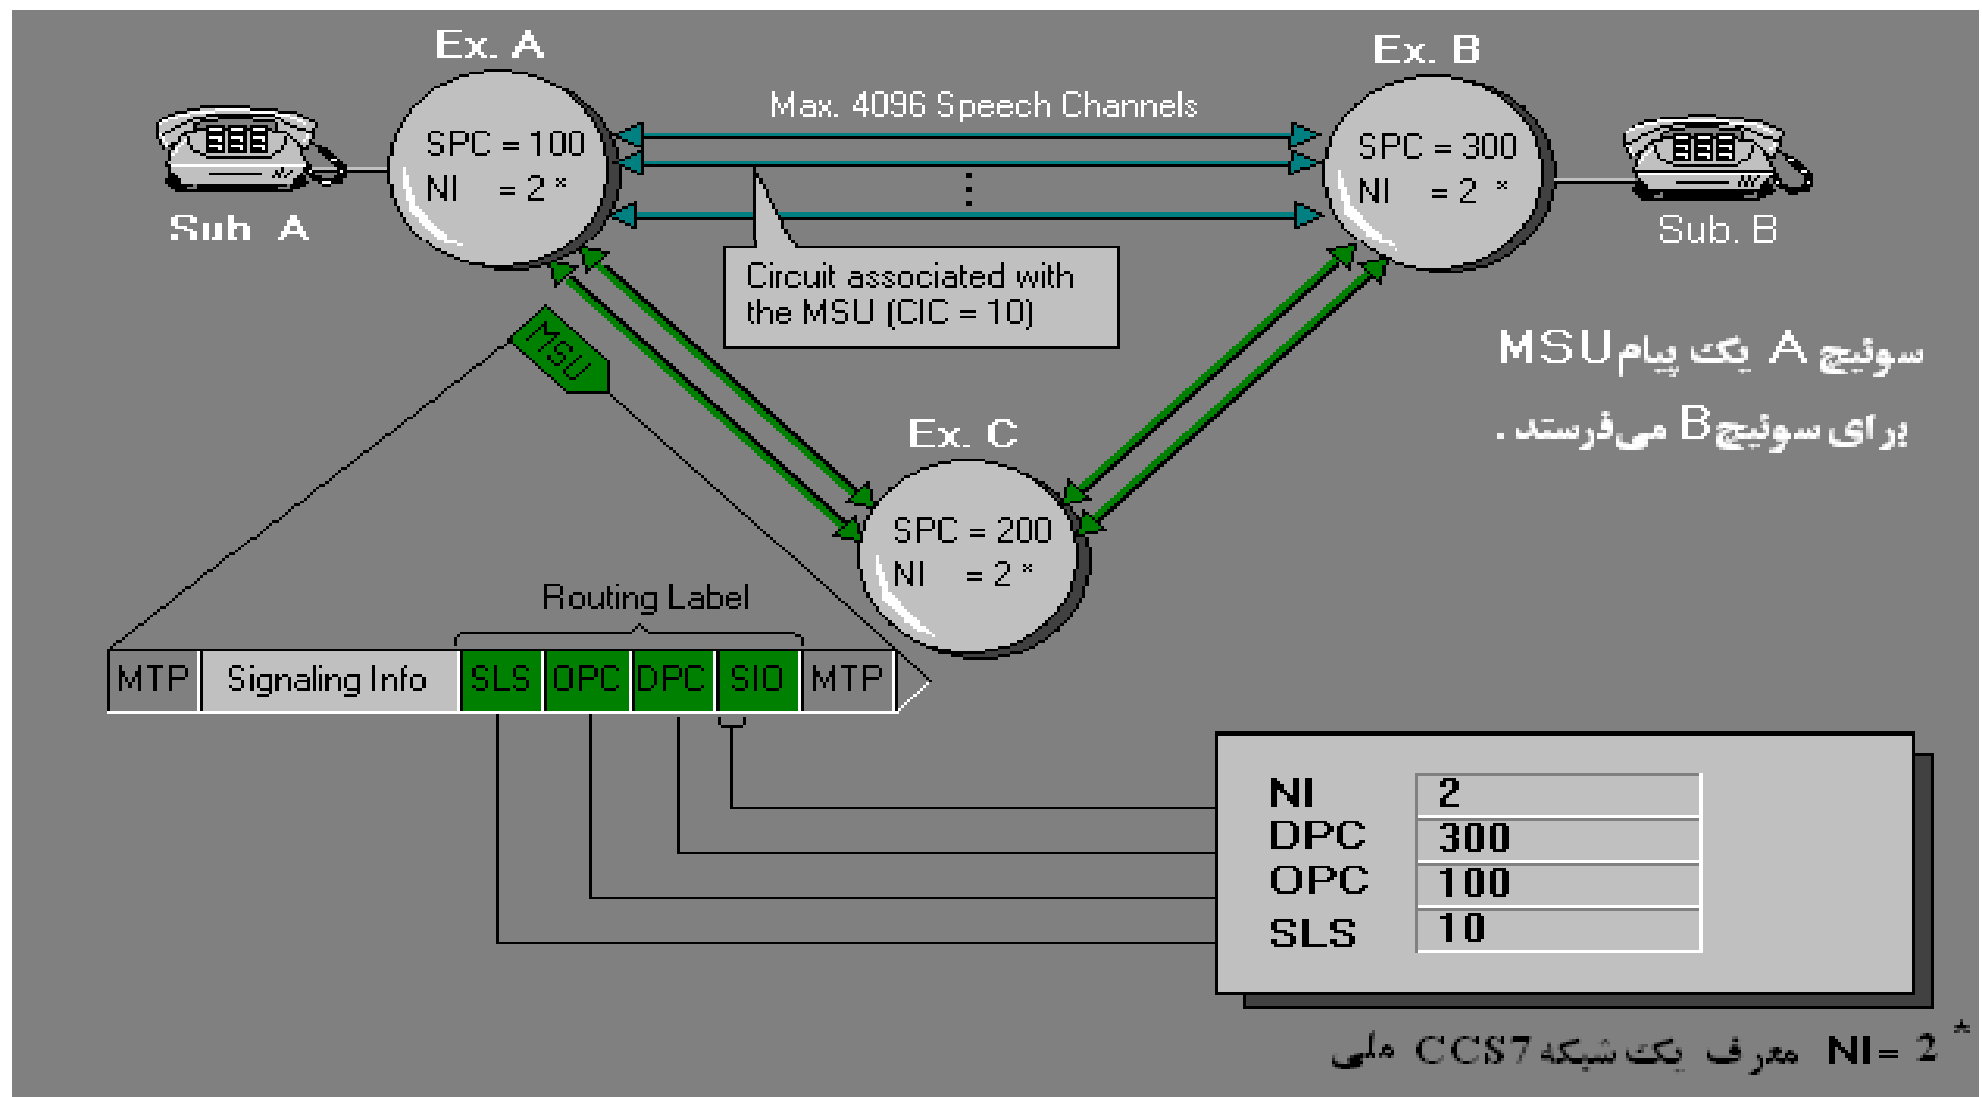 Ex. A
Ex. B
Max. 4096 Speech Channels
SPC = 100
NI = 2 *
SPC = 300
NI = 2 *
Sub. A
Sub. B
Circuit associated with
the MSU (CIC = 10)
MSU
سوئیچ A یک پیام MSU
برای سوئیچ B می‌فرستد .
Ex. C
SPC = 200
NI = 2 *
Routing Label
MTP Signaling Info SLS OPC DPC SIO MTP
NI 2
DPC 300
OPC 100
SLS 10
* NI = 2 معرف یک شبکه CCS7 ملی